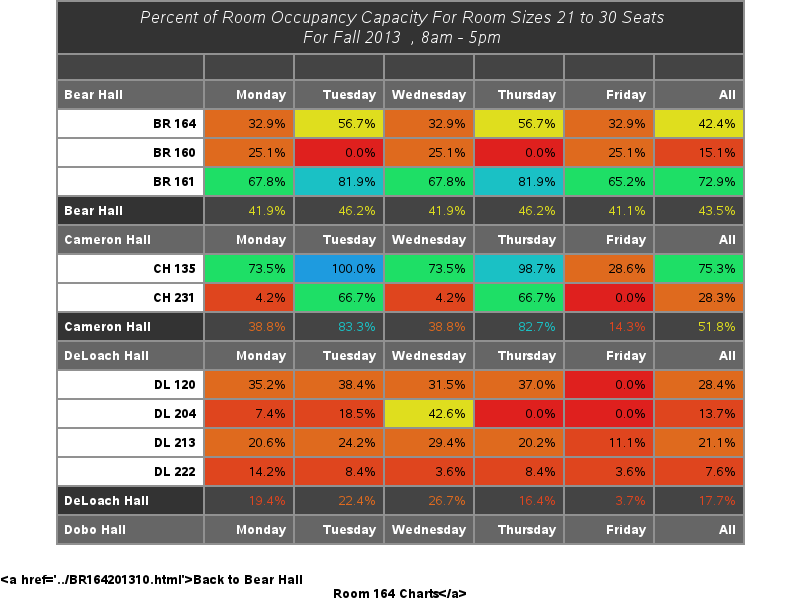 Percent of Room Occupancy Capacity For Room Sizes 21 to 30 Seats
For Fall 2013 , 8am - 5pm
Bear Hall Monday Tuesday Wednesday Thursday Friday All
BR 164 32.9% 56.7% 32.9% 56.7% 32.9% 42.4%
BR 160 25.1% 0.0% 25.1% 0.0% 25.1% 15.1%
BR 161 67.8% 81.9% 67.8% 81.9% 65.2% 72.9%
Bear Hall 41.9% 46.2% 41.9% 46.2% 41.1% 43.5%
Cameron Hall Monday Tuesday Wednesday Thursday Friday All
CH 135 73.5% 100.0% 73.5% 98.7% 28.6% 75.3%
CH 231 4.2% 66.7% 4.2% 66.7% 0.0% 28.3%
Cameron Hall 38.8% 83.3% 38.8% 82.7% 14.3% 51.8%
DeLoach Hall Monday Tuesday Wednesday Thursday Friday All
DL 120 35.2% 38.4% 31.5% 37.0% 0.0% 28.4%
DL 204 7.4% 18.5% 42.6% 0.0% 0.0% 13.7%
DL 213 20.6% 24.2% 29.4% 20.2% 11.1% 21.1%
DL 222 14.2% 8.4% 3.6% 8.4% 3.6% 7.6%
DeLoach Hall 19.4% 22.4% 26.7% 16.4% 3.7% 17.7%
Dobo Hall Monday Tuesday Wednesday Thursday Friday All
&lt;a href='../BR164201310.html'&gt;Back to Bear Hall
Room 164 Charts&lt;/a&gt;